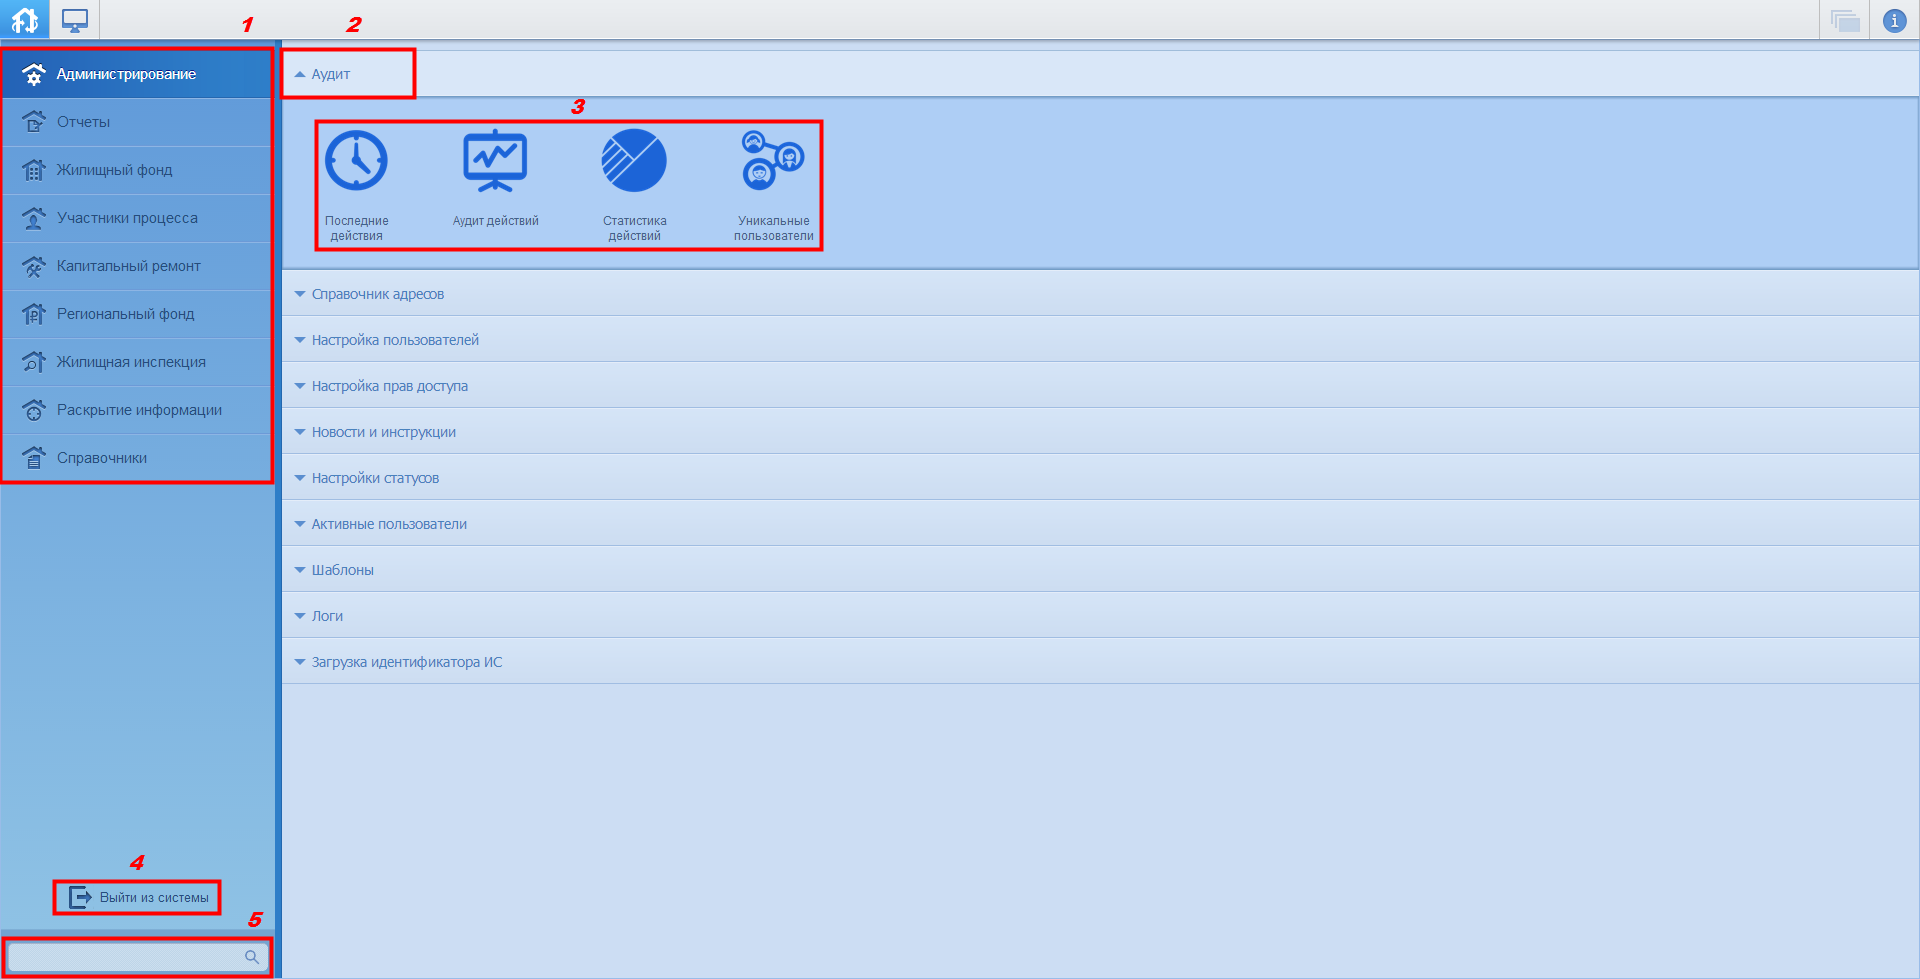 1
2
Администрирование
Отчеты
Жилищный фонд
Участники процесса
Капитальный ремонт
Региональный фонд
Жилищная инспекция
Раскрытие информации
Справочники
4
Выйти из системы
5
Аудит
3
Последние
действия
Аудит действий
Статистика
действий
Уникальные
пользователи
Справочник адресов
Настройка пользователей
Настройка прав доступа
Новости и инструкции
Настройки статусов
Активные пользователи
Шаблоны
Логи
Загрузка идентификатора ИС